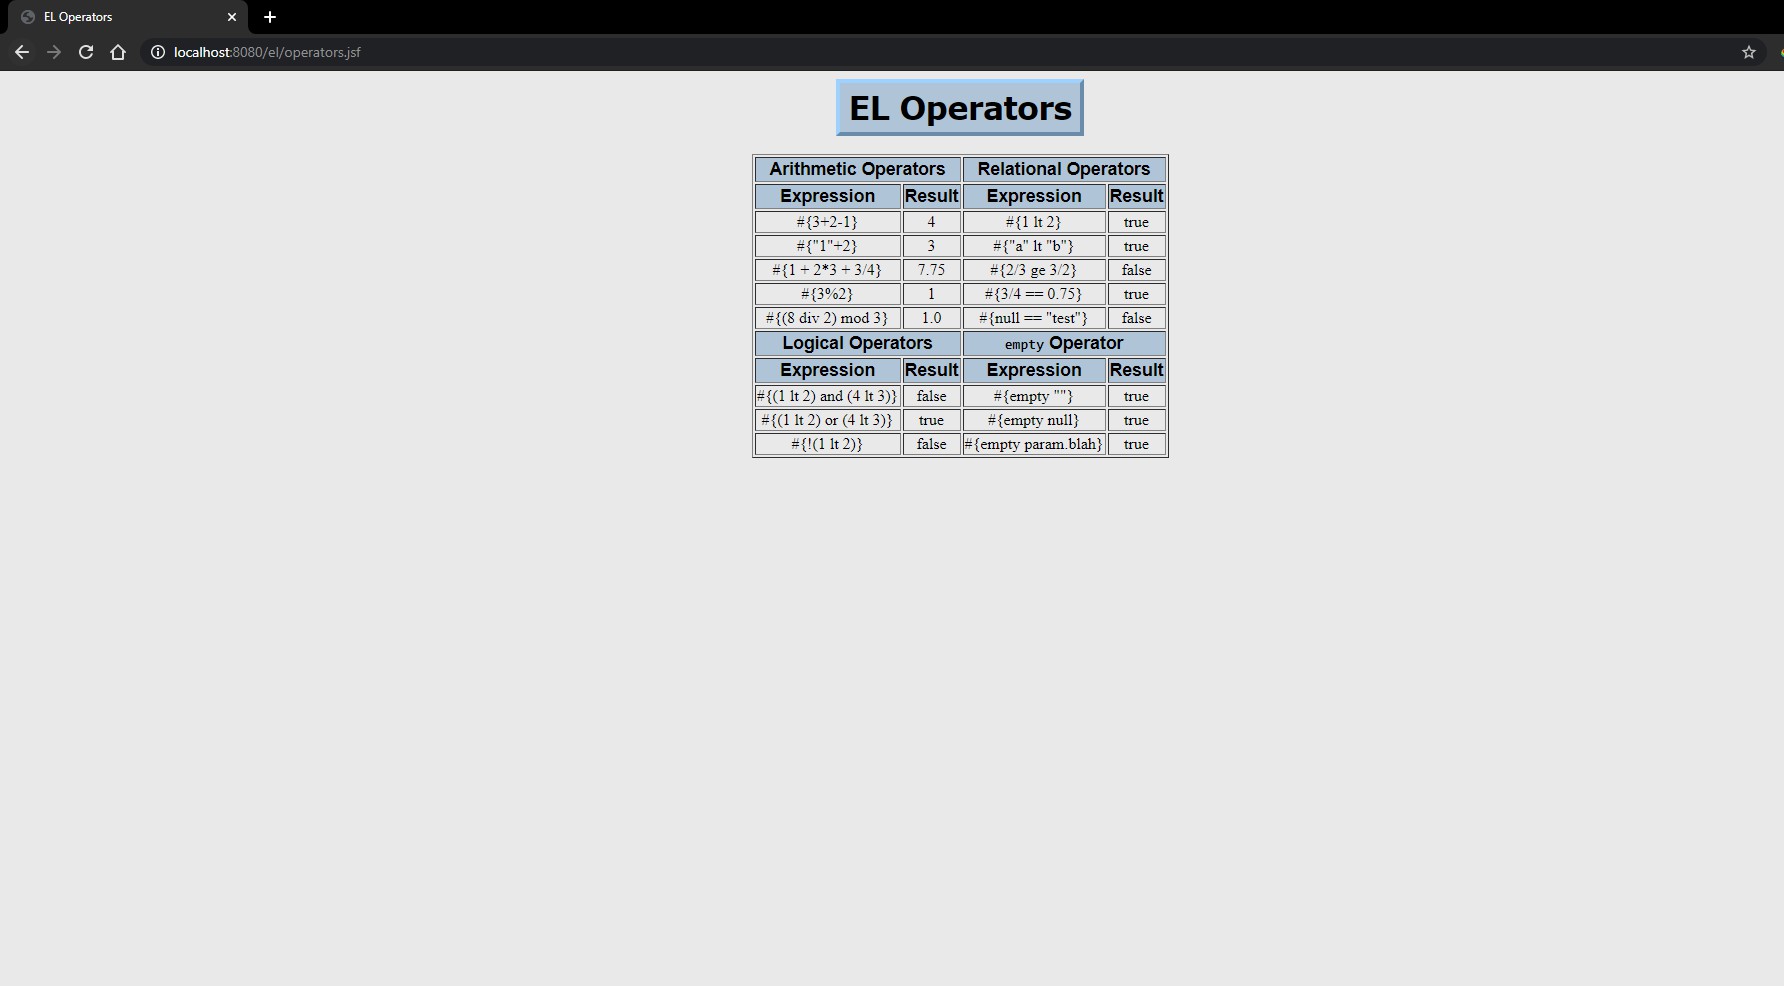 EL Operators
localhost:8080/el/operators.jsf
EL Operators
Arithmetic Operators Relational Operators
Expression Result Expression Result
#{3+2-1} 4 #{1 lt 2} true
#{"1"+2} 3 #{"a" lt "b"} true
#{1 + 2*3 + 3/4} 7.75 #{2/3 ge 3/2} false
#{3%2} 1 #{3/4 == 0.75} true
#{(8 div 2) mod 3} 1.0 #{null == "test"} false
Logical Operators empty Operator
Expression Result Expression Result
#{(1 lt 2) and (4 lt 3)} false #{empty ""} true
#{(1 lt 2) or (4 lt 3)} true #{empty null} true
#{!(1 lt 2)} false #{empty param.blah} true